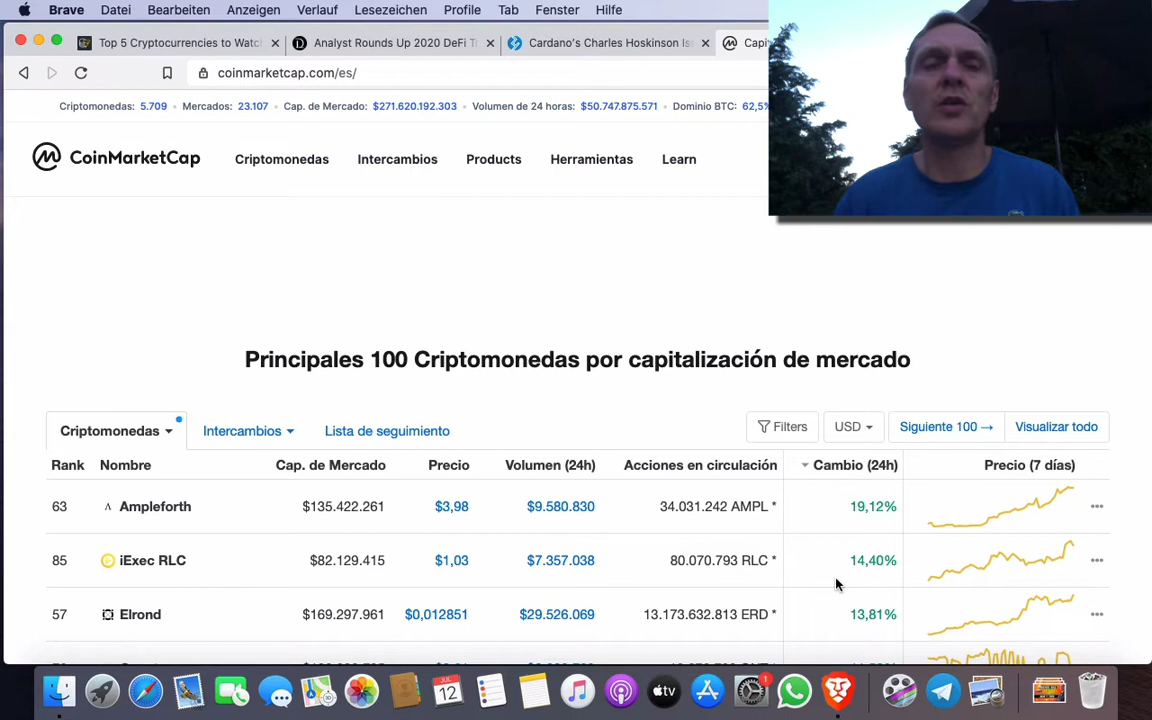 Brave Datei Bearbeiten Anzeigen Verlauf Lesezeichen Profile Tab Fenster Hilfe
Top 5 Cryptocurrencies to Watc Analyst Rounds Up 2020 DeFi T Cardano's Charles Hoskinson Iss
coinmarketcap.com/es/
Criptomonedas: 5.709 • Mercados: 23.107 • Cap. de Mercado: $271.620.192.303 • Volumen de 24 horas: $50.747.875.571 • Dominio BTC: 62,5%
CoinMarketCap Criptomonedas Intercambios Products Herramientas Learn
Principales 100 Criptomonedas por capitalización de mercado
Criptomonedas Intercambios Lista de seguimiento Filters USD Siguiente 100 → Visualizar todo
Rank Nombre Cap. de Mercado Precio Volumen (24h) Acciones en circulación Cambio (24h) Precio (7 días)
63 Ampleforth $135.422.261 $3,98 $9.580.830 34.031.242 AMPL * 19,12%
85 iExec RLC $82.129.415 $1,03 $7.357.038 80.070.793 RLC * 14,40%
57 Elrond $169.297.961 $0,012851 $29.526.069 13.173.632.813 ERD * 13,81%
JUL
12
tv
1